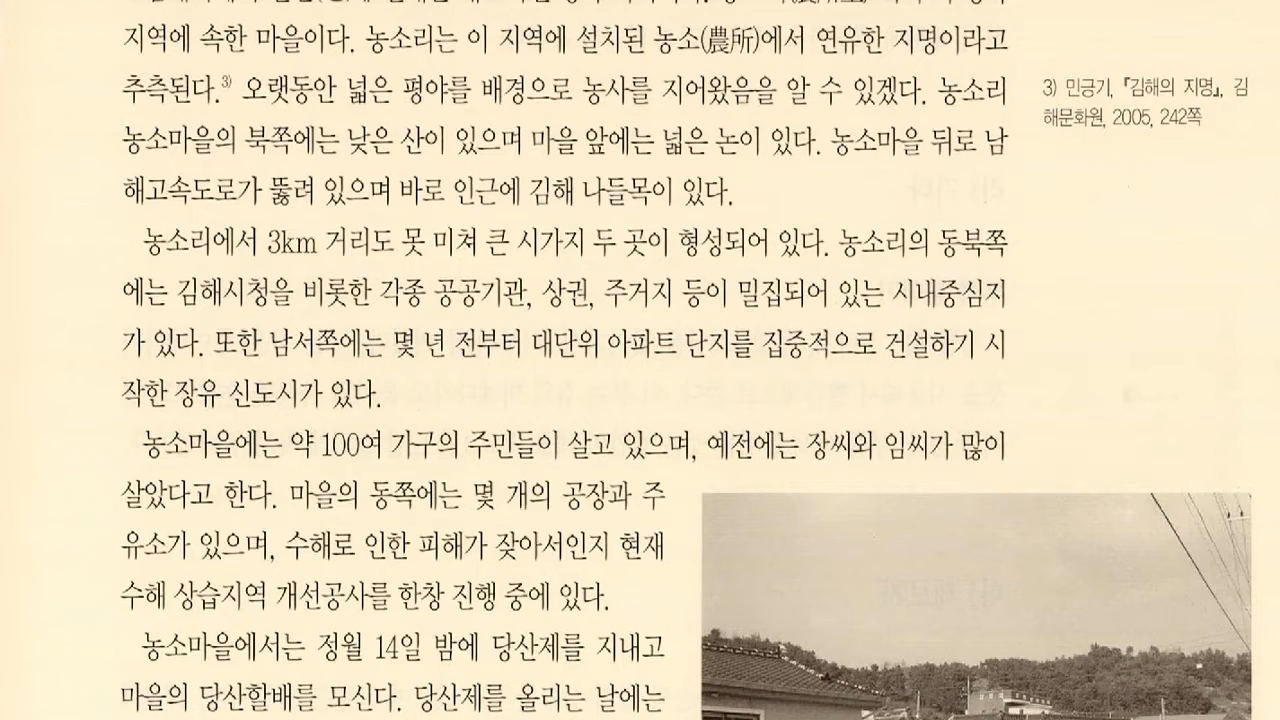 지역에 속한 마을이다. 농소리는 이 지역에 설치된 농소(農所)에서 연유한 지명이라고
추측된다.3) 오랫동안 넓은 평야를 배경으로 농사를 지어왔음을 알 수 있겠다. 농소리
농소마을의 북쪽에는 낮은 산이 있으며 마을 앞에는 넓은 논이 있다. 농소마을 뒤로 남
해고속도로가 뚫려 있으며 바로 인근에 김해 나들목이 있다.
농소리에서 3km 거리도 못 미쳐 큰 시가지 두 곳이 형성되어 있다. 농소리의 동북쪽
에는 김해시청을 비롯한 각종 공공기관, 상권, 주거지 등이 밀집되어 있는 시내중심지
가 있다. 또한 남서쪽에는 몇 년 전부터 대단위 아파트 단지를 집중적으로 건설하기 시
작한 장유 신도시가 있다.
농소마을에는 약 100여 가구의 주민들이 살고 있으며, 예전에는 장씨와 임씨가 많이
살았다고 한다. 마을의 동쪽에는 몇 개의 공장과 주
유소가 있으며, 수해로 인한 피해가 잦아서인지 현재
수해 상습지역 개선공사를 한창 진행 중에 있다.
농소마을에서는 정월 14일 밤에 당산제를 지내고
마을의 당산할배를 모신다. 당산제를 올리는 날에는
3) 민긍기, 『김해의 지명』, 김
해문화원, 2005, 242쪽